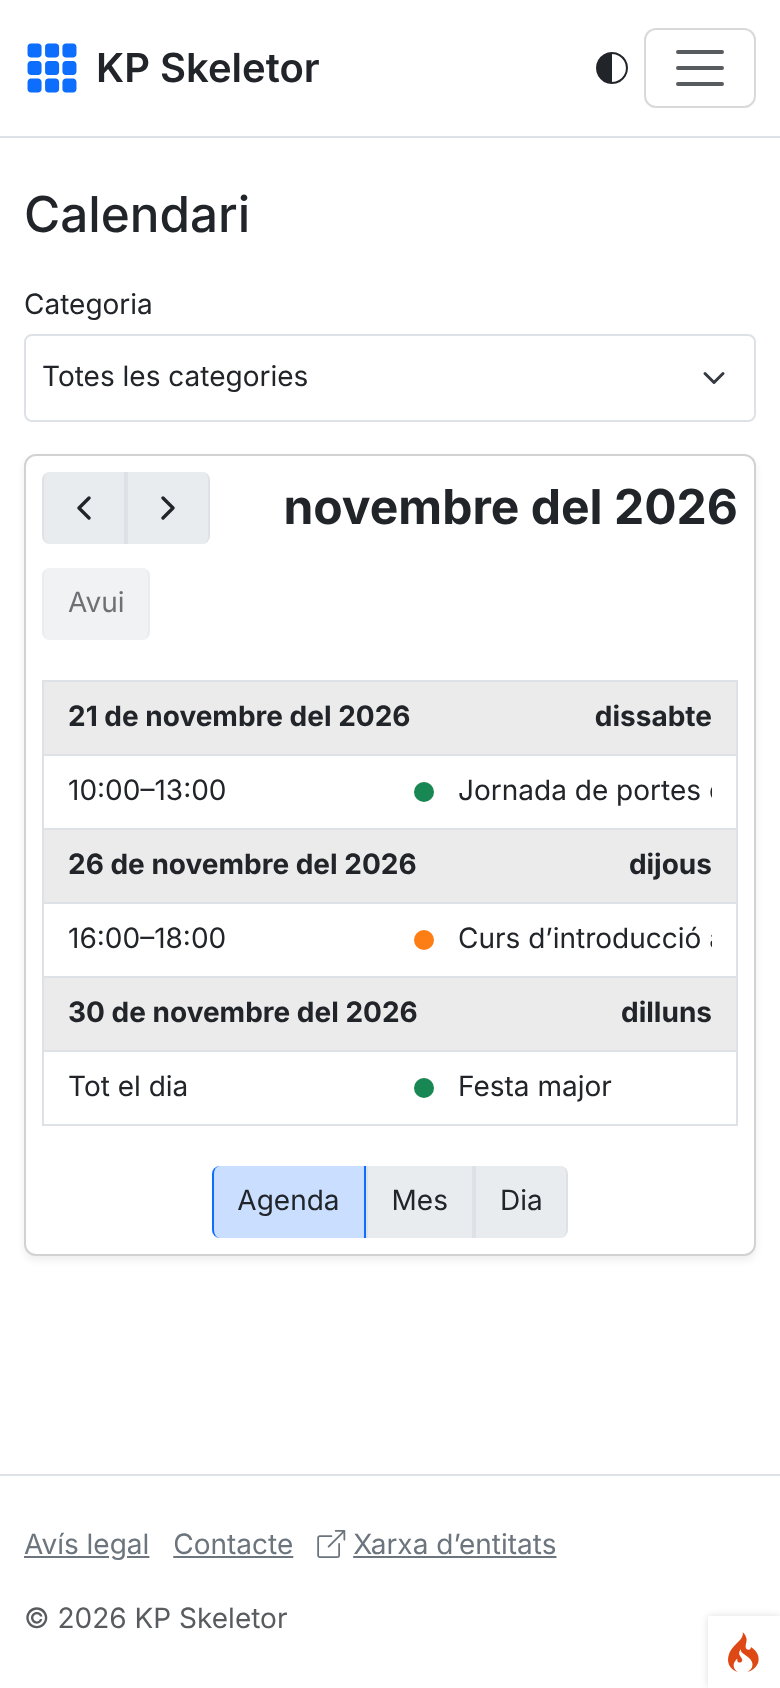 KP Skeletor
Calendari
Categoria
Totes les categories
novembre del 2026
Avui
21 de novembre del 2026 dissabte
10:00–13:00 Jornada de portes
26 de novembre del 2026 dijous
16:00–18:00 Curs d’introducció
30 de novembre del 2026 dilluns
Tot el dia Festa major
Agenda Mes Dia
Avís legal Contacte Xarxa d’entitats
© 2026 KP Skeletor